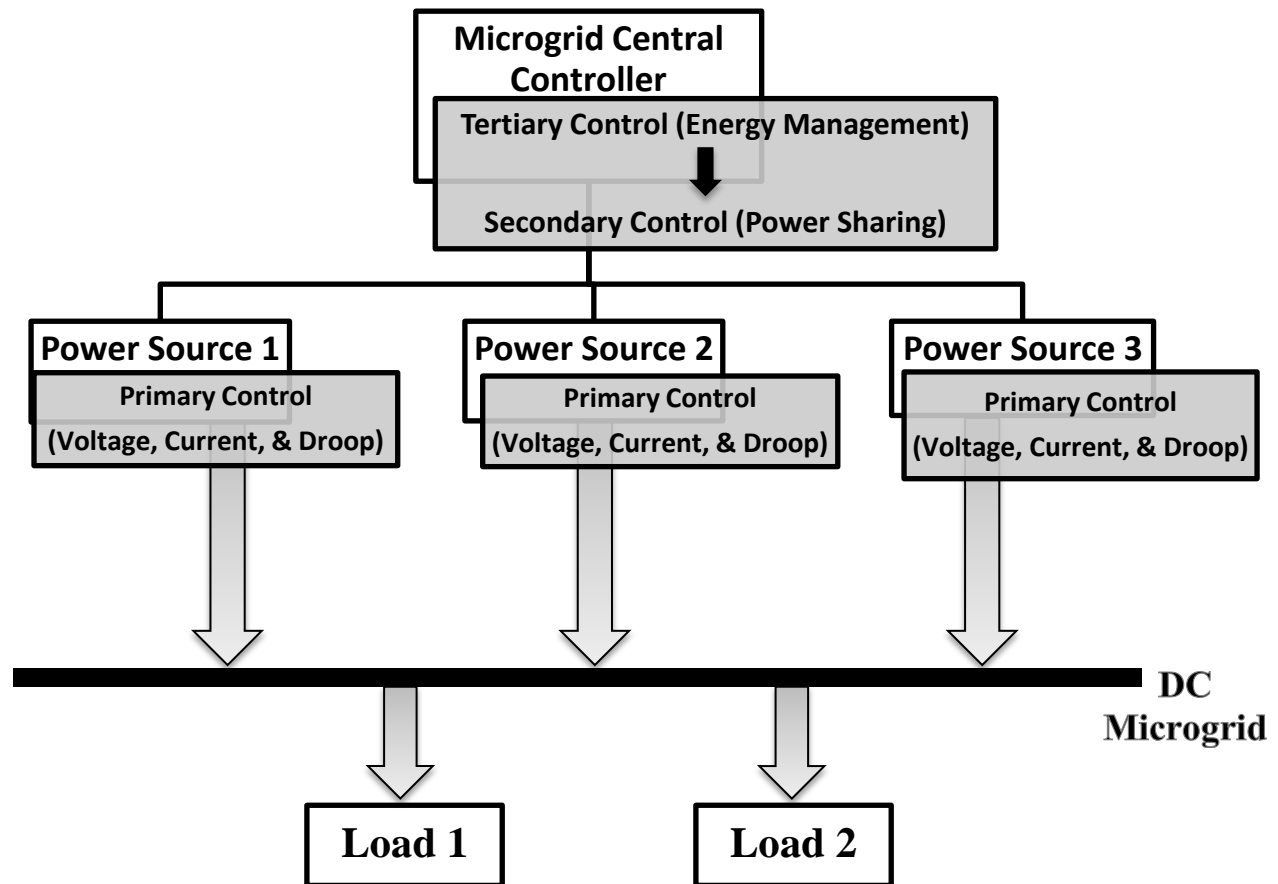 Microgrid Central
Controller
Tertiary Control (Energy Management)
Secondary Control (Power Sharing)
Power Source 1
Primary Control
(Voltage, Current, & Droop)
Power Source 2
Primary Control
(Voltage, Current, & Droop)
Power Source 3
Primary Control
(Voltage, Current, & Droop)
DC
Microgrid
Load 1
Load 2